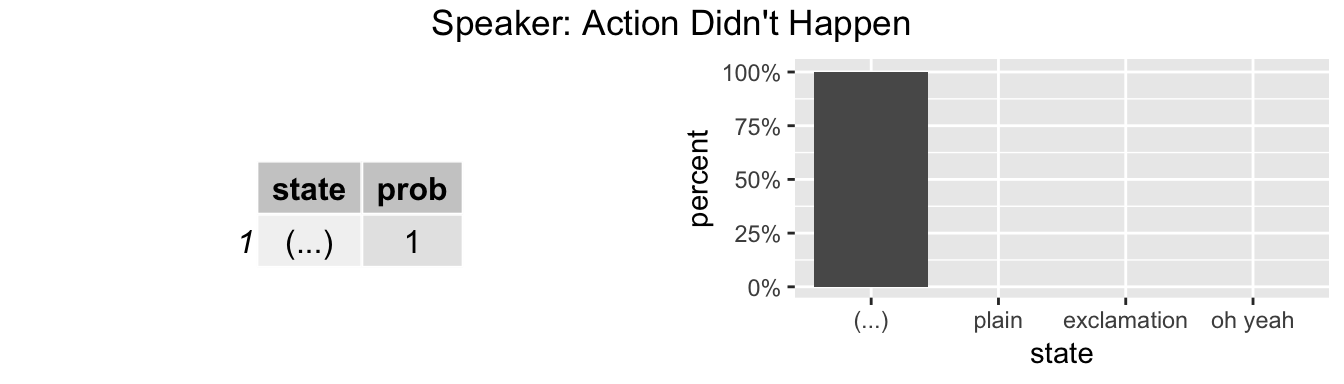 Speaker: Action Didn't Happen
state prob
1 (...) 1
percent
100%
75%
50%
25%
0%
(...) plain exclamation oh yeah
state